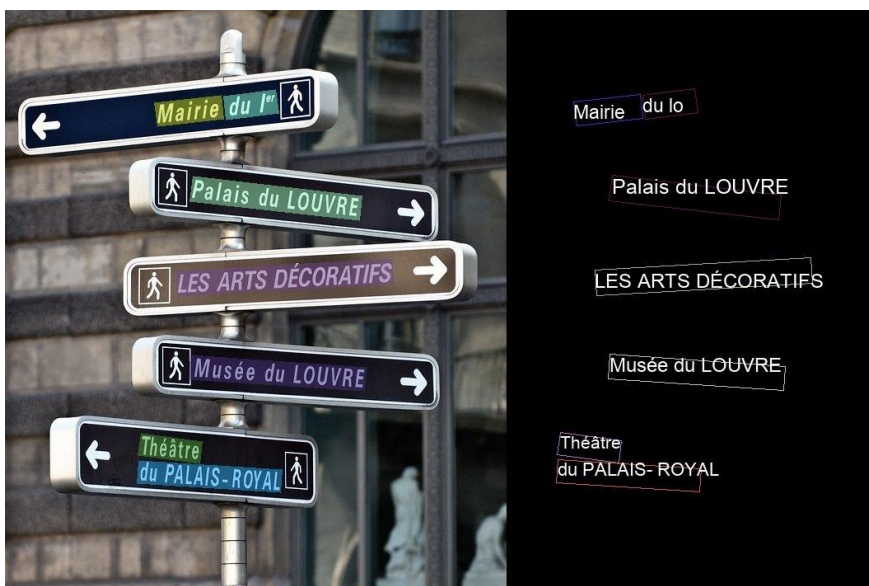 Mairie du Ier
Palais du LOUVRE
LES ARTS DÉCORATIFS
Musée du LOUVRE
Théâtre
du PALAIS-ROYAL
Mairie du lo
Palais du LOUVRE
LES ARTS DÉCORATIFS
Musée du LOUVRE
Théâtre
du PALAIS- ROYAL